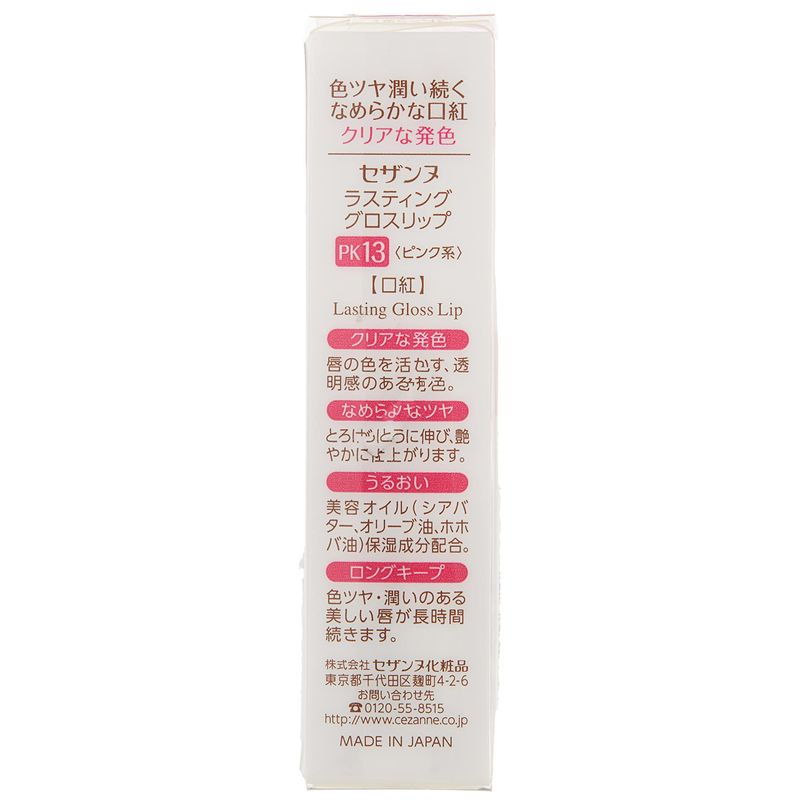 色ツヤ潤い続く
なめらかな口紅
クリアな発色
セザンヌ
ラスティング
グロスリップ
PK13 〈ピンク系〉
【口紅】
Lasting Gloss Lip
クリアな発色
唇の色を活かす、透
明感のある発色。
なめらかなツヤ
とろけるように伸び、艶
やかに仕上がります。
うるおい
美容オイル(シアバ
ター、オリーブ油、ホホ
バ油)保湿成分配合。
ロングキープ
色ツヤ・潤いのある
美しい唇が長時間
続きます。
株式会社 セザンヌ化粧品
東京都千代田区麹町4-2-6
お問い合わせ先
☎0120-55-8515
http://www.cezanne.co.jp
MADE IN JAPAN